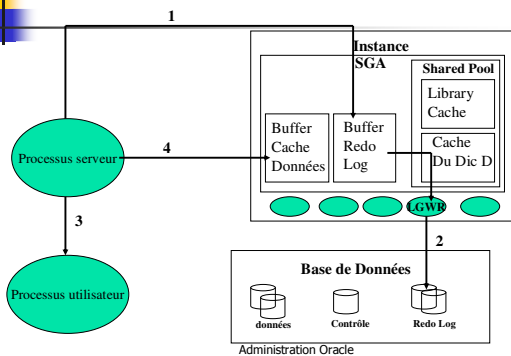 1
Instance
SGA
Shared Pool
Library
Cache
Buffer
Cache
Données
Buffer
Redo
Log
Cache
Du Dic D
Processus serveur
4
LGWR
3
2
Processus utilisateur
Base de Données
données
Contrôle
Redo Log
Administration Oracle